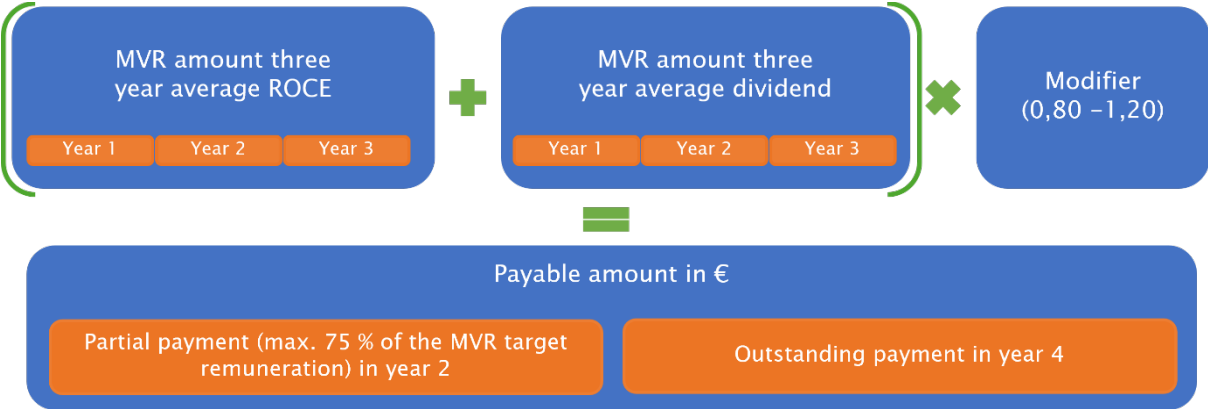 MVR amount three
year average ROCE
Year 1 Year 2 Year 3
MVR amount three
year average dividend
Year 1 Year 2 Year 3
Modifier
(0,80 –1,20)
Payable amount in €
Partial payment (max. 75 % of the MVR target
remuneration) in year 2
Outstanding payment in year 4